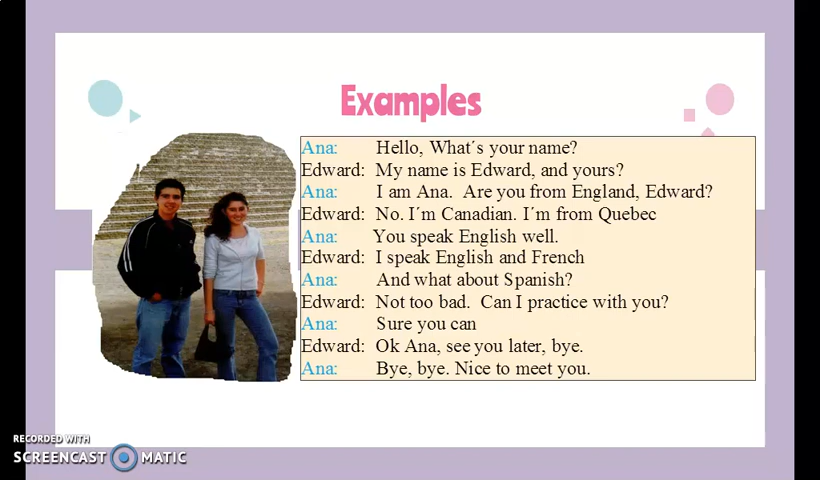 Examples
Ana: Hello, What´s your name?
Edward: My name is Edward, and yours?
Ana: I am Ana. Are you from England, Edward?
Edward: No. I´m Canadian. I´m from Quebec
Ana: You speak English well.
Edward: I speak English and French
Ana: And what about Spanish?
Edward: Not too bad. Can I practice with you?
Ana: Sure you can
Edward: Ok Ana, see you later, bye.
Ana: Bye, bye. Nice to meet you.
RECORDED WITH
SCREENCAST MATIC